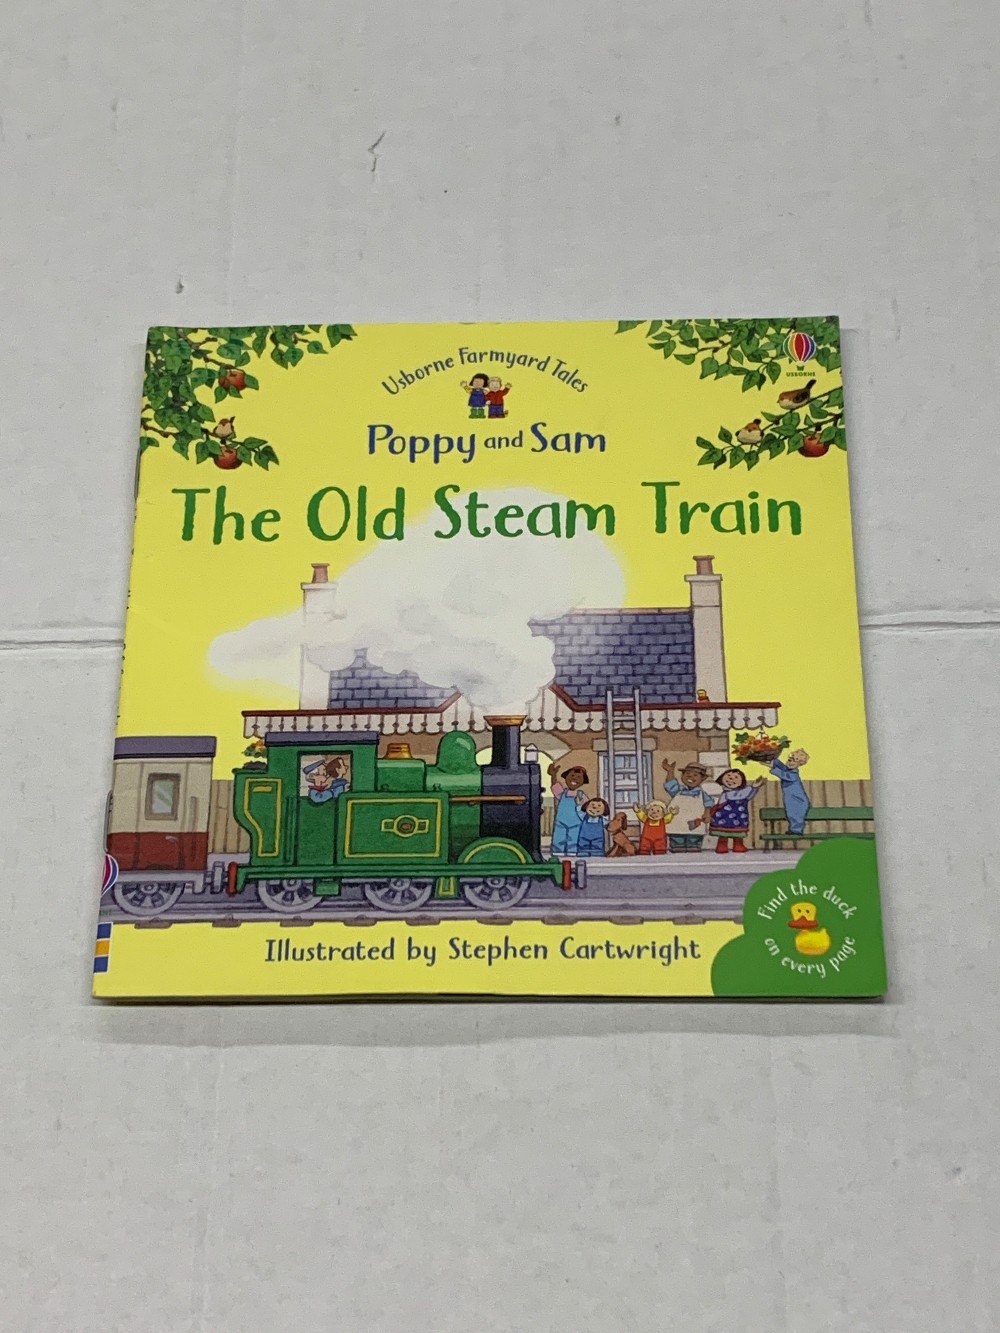 Usborne Farmyard Tales
USBORNE
Poppy and Sam
The Old Steam Train
Illustrated by Stephen Cartwright
Find the duck
on every page